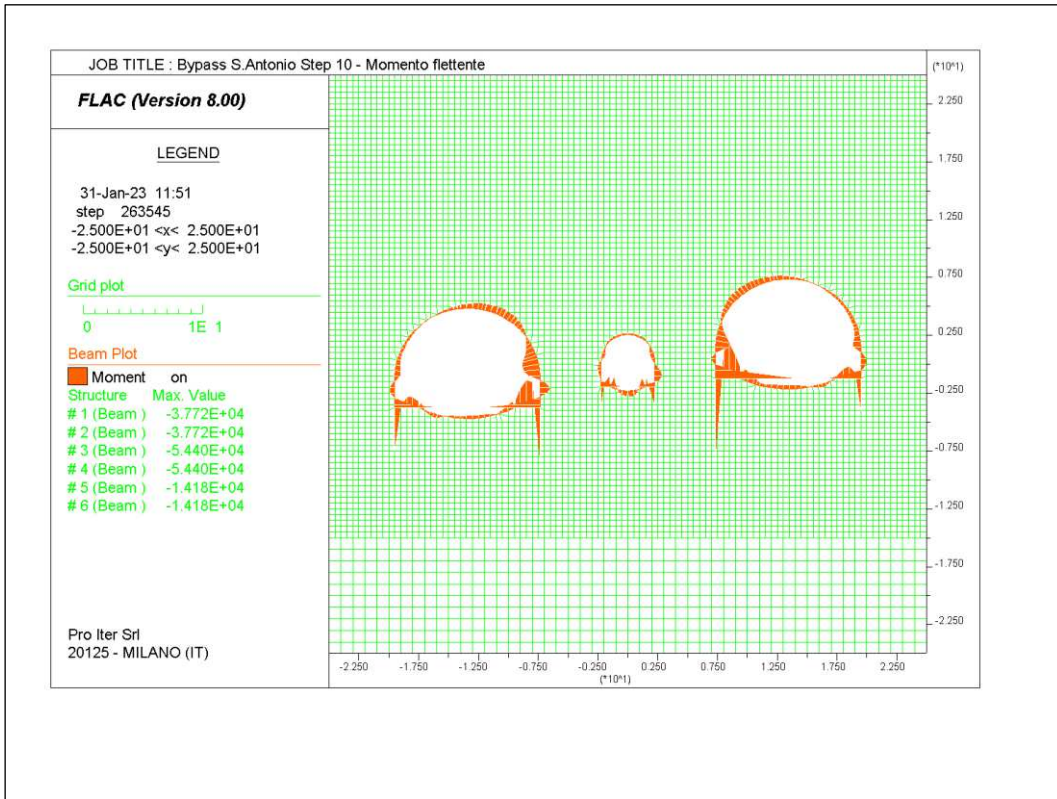 JOB TITLE : Bypass S.Antonio Step 10 - Momento flettente
(*10^1)
FLAC (Version 8.00)
LEGEND
31-Jan-23 11:51
step 263545
-2.500E+01 <x< 2.500E+01
-2.500E+01 <y< 2.500E+01
Grid plot
0 1E 1
Beam Plot
Moment on
Structure Max. Value
# 1 (Beam ) -3.772E+04
# 2 (Beam ) -3.772E+04
# 3 (Beam ) -5.440E+04
# 4 (Beam ) -5.440E+04
# 5 (Beam ) -1.418E+04
# 6 (Beam ) -1.418E+04
Pro Iter Srl
20125 - MILANO (IT)
2.250
1.750
1.250
0.750
0.250
-0.250
-0.750
-1.250
-1.750
-2.250
-2.250 -1.750 -1.250 -0.750 -0.250 0.250 0.750 1.250 1.750 2.250
(*10^1)